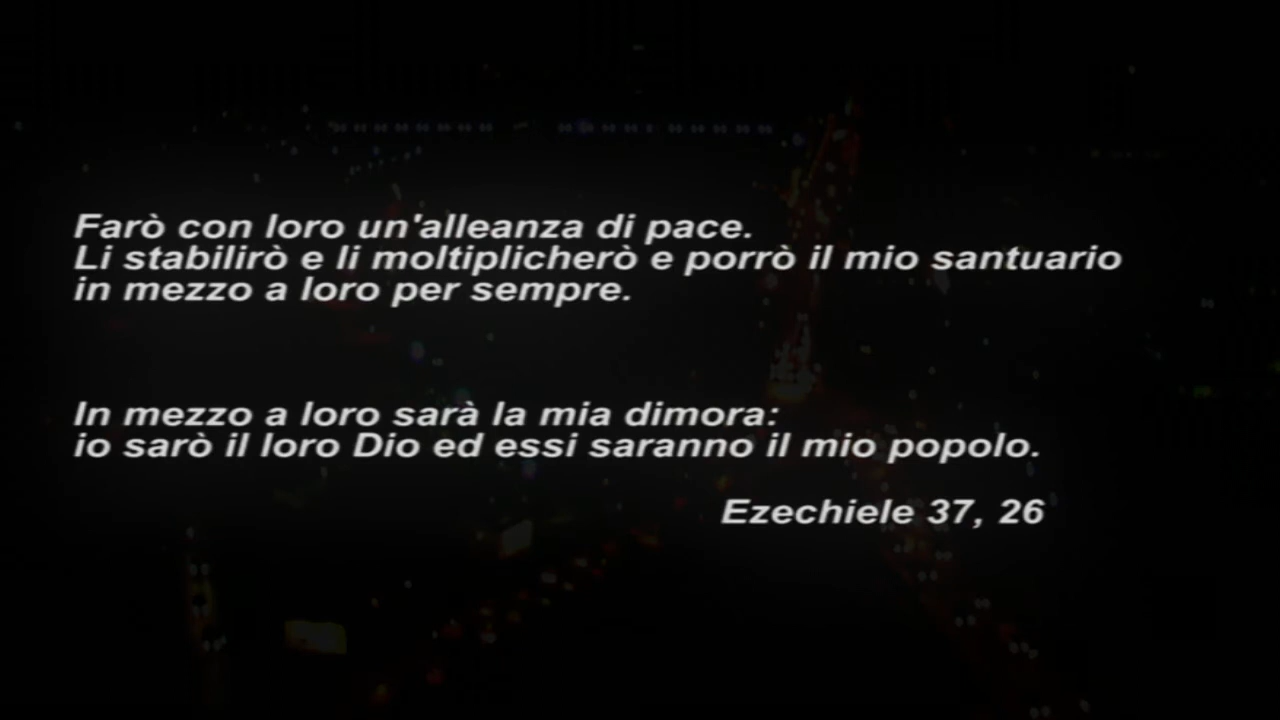 Farò con loro un'alleanza di pace.
Li stabilirò e li moltiplicherò e porrò il mio santuario
in mezzo a loro per sempre.
In mezzo a loro sarà la mia dimora:
io sarò il loro Dio ed essi saranno il mio popolo.
Ezechiele 37, 26